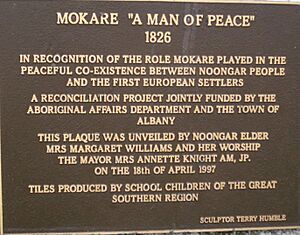 MOKARE "A MAN OF PEACE"
1826
IN RECOGNITION OF THE ROLE MOKARE PLAYED IN THE
PEACEFUL CO-EXISTENCE BETWEEN NOONGAR PEOPLE
AND THE FIRST EUROPEAN SETTLERS
A RECONCILIATION PROJECT JOINTLY FUNDED BY THE
ABORIGINAL AFFAIRS DEPARTMENT AND THE TOWN OF
ALBANY
THIS PLAQUE WAS UNVEILED BY NOONGAR ELDER
MRS MARGARET WILLIAMS AND HER WORSHIP
THE MAYOR MRS ANNETTE KNIGHT AM, JP.
ON THE 18th OF APRIL 1997
TILES PRODUCED BY SCHOOL CHILDREN OF THE GREAT
SOUTHERN REGION
SCULPTOR TERRY HUMBLE